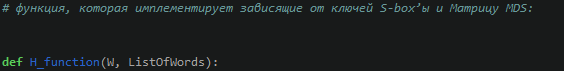 # функция, которая имплементирует зависящие от ключей S-box’ы и Матрицу MDS:
def H_function(W, ListOfWords):